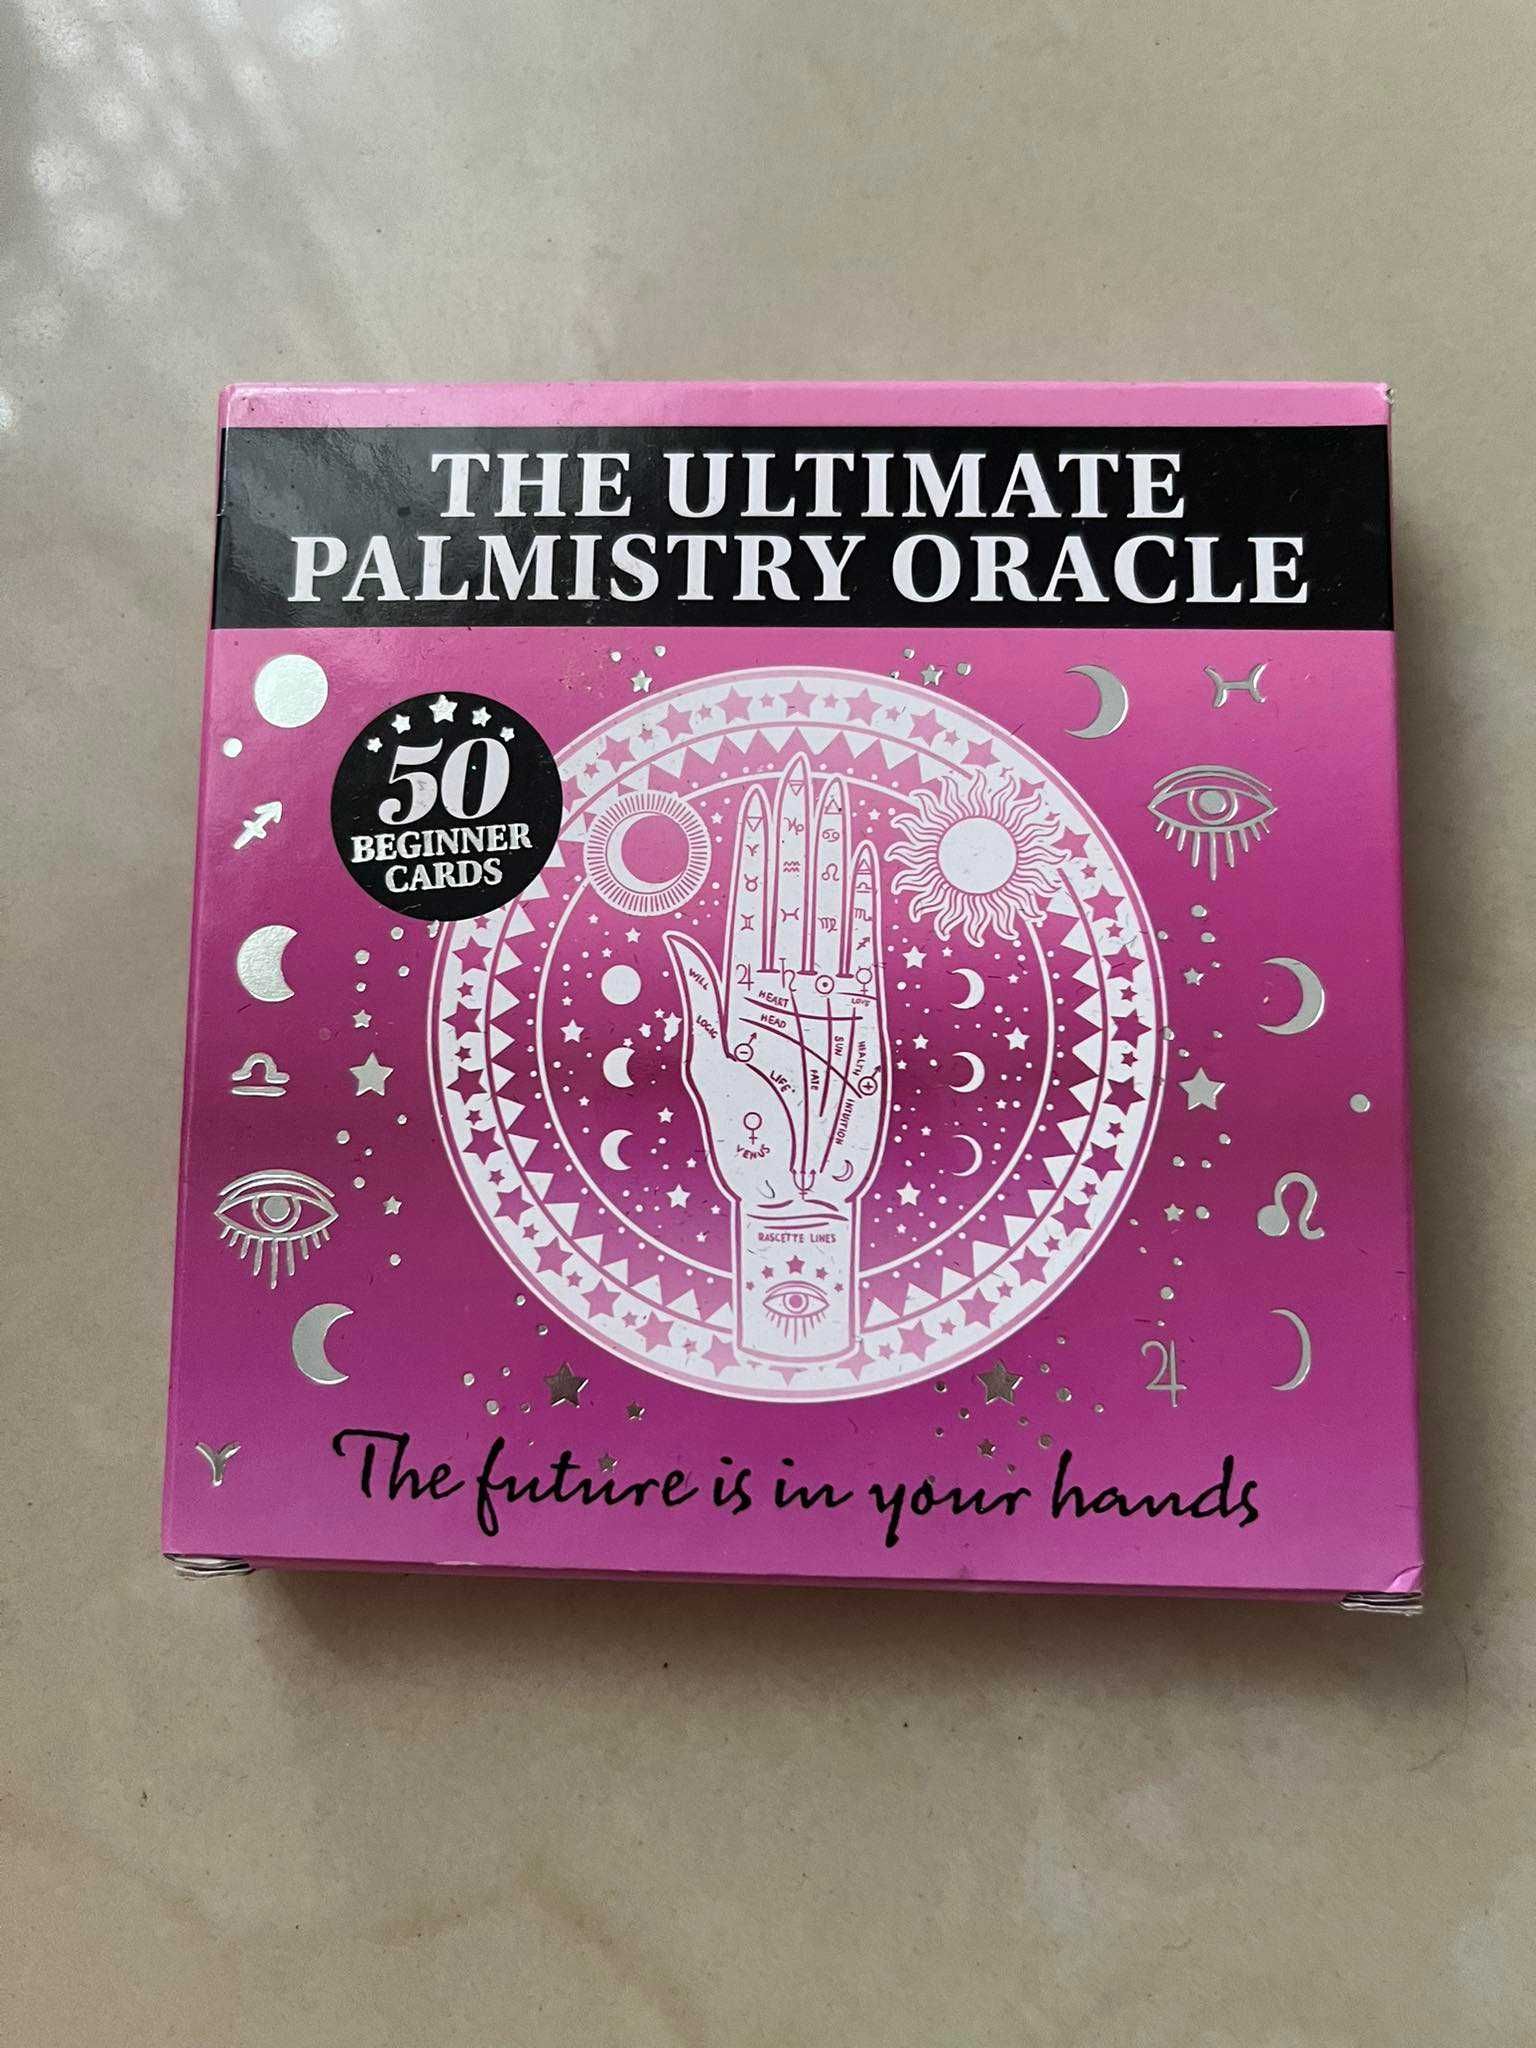 THE ULTIMATE
PALMISTRY ORACLE
50
BEGINNER
CARDS
WILL
LOGIC
HEART
HEAD
LOVE
SUN
HEALTH
LIFE
FATE
INTUITION
VENUS
RASCETTE LINES
The future is in your hands